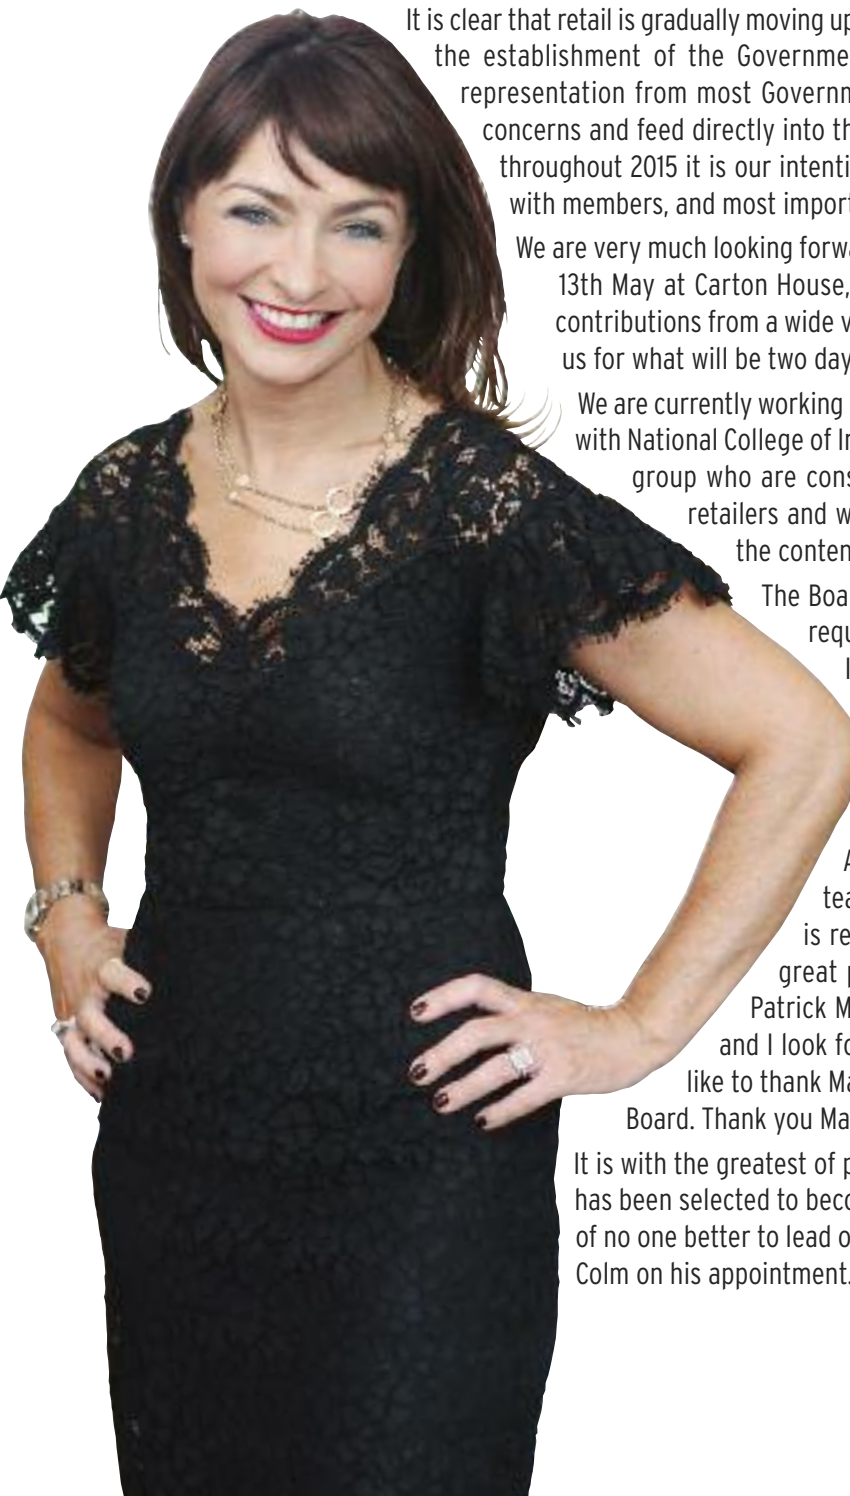 It is clear that retail is gradually moving up
the establishment of the Governme
representation from most Governm
concerns and feed directly into th
throughout 2015 it is our intenti
with members, and most import
We are very much looking forwa
13th May at Carton House,
contributions from a wide v
us for what will be two day
We are currently working
with National College of Ir
group who are cons
retailers and w
the conten
The Boa
requ
I
A
tea
is re
great p
Patrick M
and I look fo
like to thank Ma
Board. Thank you Ma
It is with the greatest of p
has been selected to beco
of no one better to lead o
Colm on his appointment.